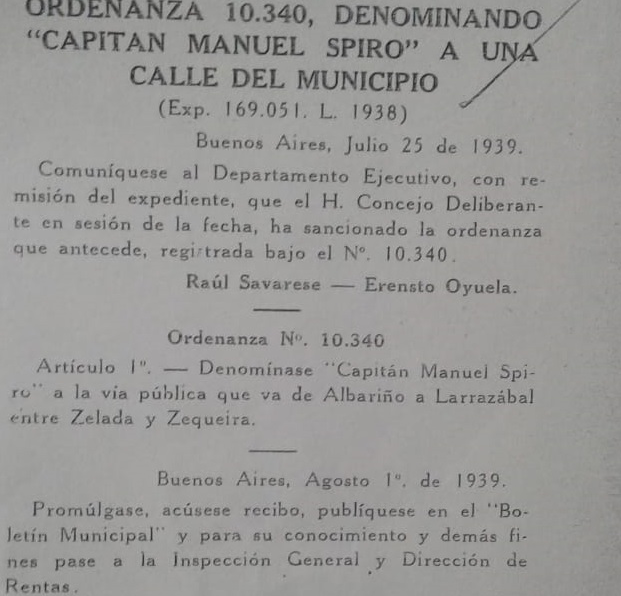 ORDENANZA 10.340, DENOMINANDO
"CAPITAN MANUEL SPIRO" A UNA
CALLE DEL MUNICIPIO
(Exp. 169.051. L. 1938)
Buenos Aires, Julio 25 de 1939.
Comuníquese al Departamento Ejecutivo, con re-
misión del expediente, que el H. Concejo Deliberan-
te en sesión de la fecha, ha sancionado la ordenanza
que antecede, registrada bajo el Nº. 10.340.
Raúl Savarese — Erensto Oyuela.
Ordenanza Nº. 10.340
Artículo 1º. — Denomínase "Capitán Manuel Spi-
ro" a la vía pública que va de Albariño a Larrazábal
entre Zelada y Zequeira.
Buenos Aires, Agosto 1º. de 1939.
Promúlgase, acúsese recibo, publíquese en el "Bo-
letín Municipal" y para su conocimiento y demás fi-
nes pase a la Inspección General y Dirección de
Rentas.